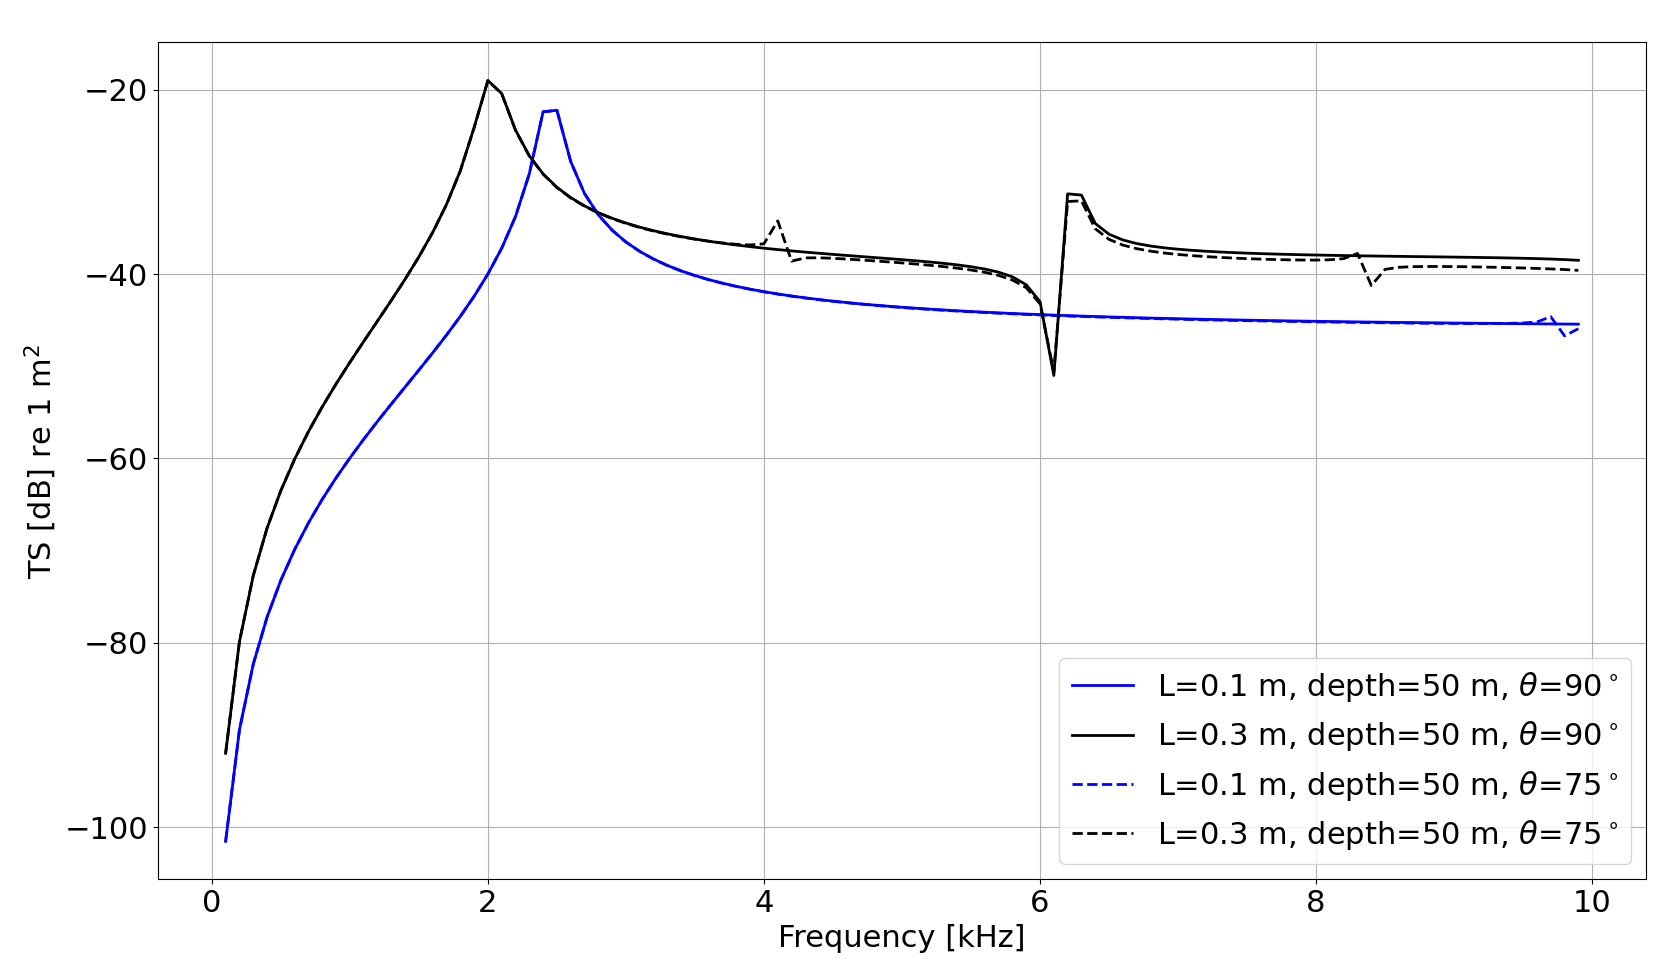 −20
−40
−60
−80
−100
TS [dB] re 1 m²
0 2 4 6 8 10
Frequency [kHz]
L=0.1 m, depth=50 m, θ=90°
L=0.3 m, depth=50 m, θ=90°
L=0.1 m, depth=50 m, θ=75°
L=0.3 m, depth=50 m, θ=75°